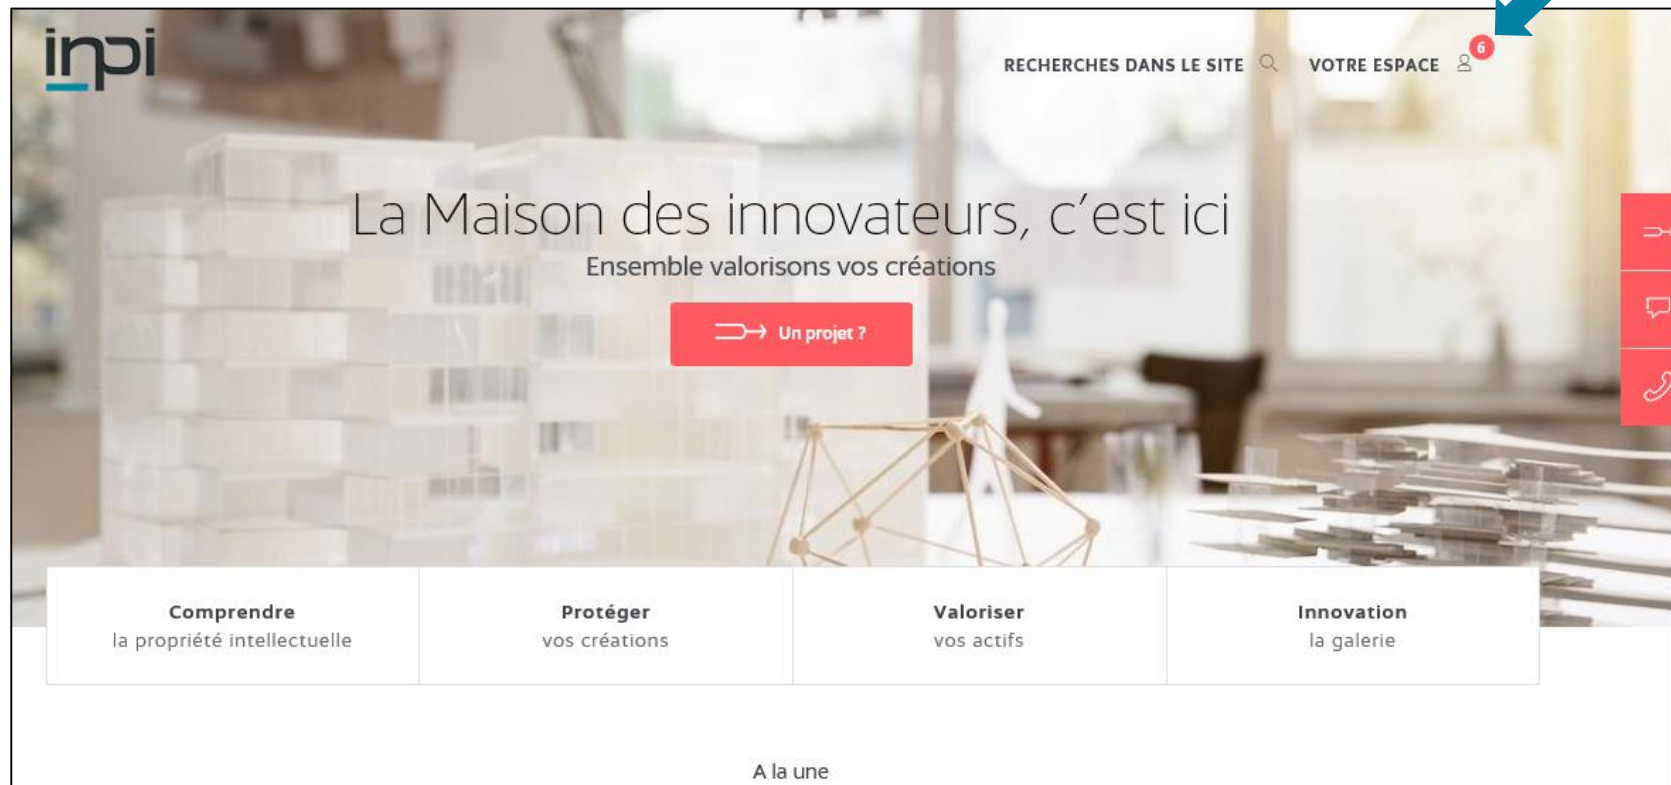 inpi
RECHERCHES DANS LE SITE
VOTRE ESPACE
6
La Maison des innovateurs, c’est ici
Ensemble valorisons vos créations
Un projet ?
Comprendre
la propriété intellectuelle
Protéger
vos créations
Valoriser
vos actifs
Innovation
la galerie
A la une